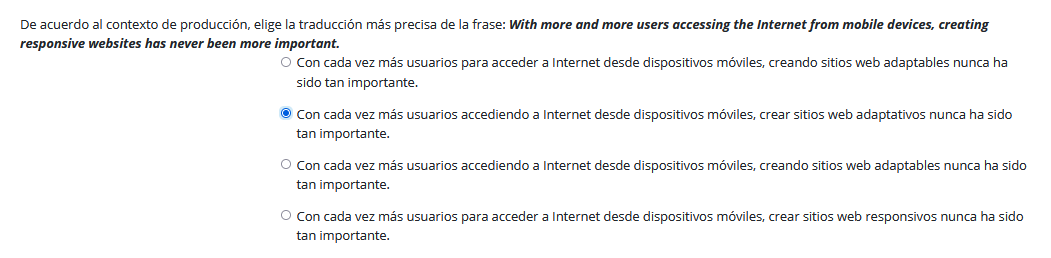 De acuerdo al contexto de producción, elige la traducción más precisa de la frase: With more and more users accessing the Internet from mobile devices, creating
responsive websites has never been more important.
Con cada vez más usuarios para acceder a Internet desde dispositivos móviles, creando sitios web adaptables nunca ha
sido tan importante.
Con cada vez más usuarios accediendo a Internet desde dispositivos móviles, crear sitios web adaptativos nunca ha sido
tan importante.
Con cada vez más usuarios accediendo a Internet desde dispositivos móviles, creando sitios web adaptables nunca ha sido
tan importante.
Con cada vez más usuarios para acceder a Internet desde dispositivos móviles, crear sitios web responsivos nunca ha sido
tan importante.